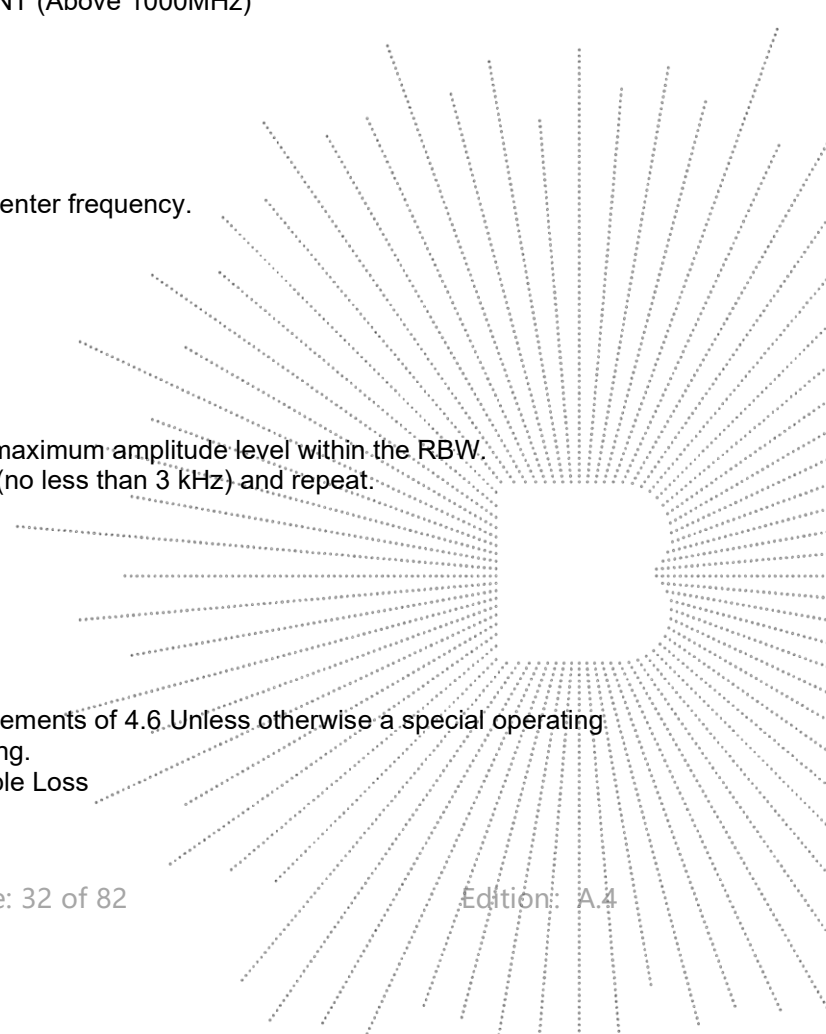 (Above 1000MHz)
enter frequency.
maximum amplitude level within the RBW.
(no less than 3 kHz) and repeat.
ements of 4.6 Unless otherwise a special operating
ng.
ble Loss
e: 32 of 82 Edition: A.4